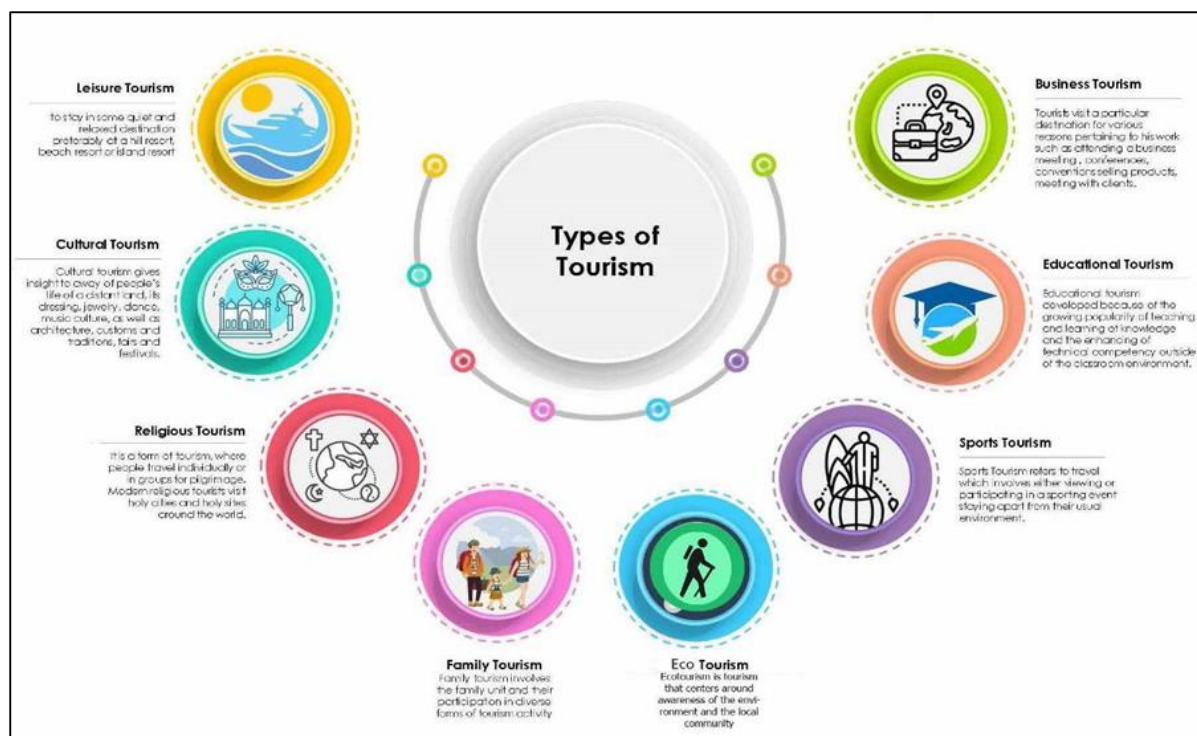 Types of
Tourism
Leisure Tourism
to stay in some quiet and
relaxed destination
preferably at a hill resort,
beach resort or island resort
Cultural Tourism
Cultural tourism gives
insight to away of people's
life of a distant land, its
dressing, jewelry, dance,
music culture, as well as
architecture, customs and
traditions, fairs and
festivals.
Religious Tourism
It is a form of tourism, where
people travel individually or
in groups for pilgrimage.
Modern religious tourists visit
holy cities and holy sites
around the world.
Family Tourism
Family tourism involves
the family unit and their
participation in diverse
forms of tourism activity
Eco Tourism
Ecotourism is tourism
that centers around
awareness of the envi-
ronment and the local
community
Sports Tourism
Sports Tourism refers to travel
which involves either viewing or
participating in a sporting event
staying apart from their usual
environment.
Educational Tourism
Educational tourism
developed because of the
growing popularity of teaching
and learning of knowledge
and the enhancing of
technical competency outside
of the classroom environment.
Business Tourism
Tourists visit a particular
destination for various
reasons pertaining to his work
such as attending a business
meeting , conferences,
conventions selling products,
meeting with clients.